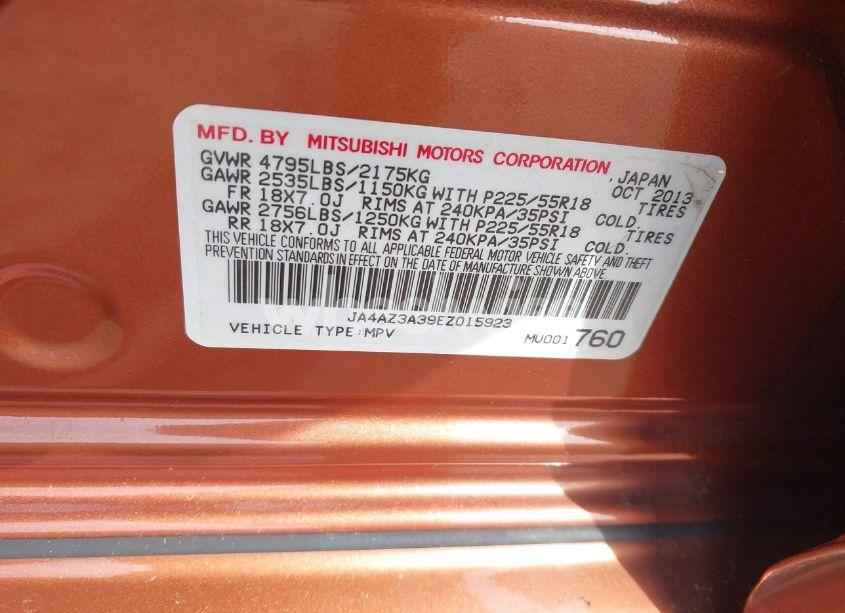 MFD. BY MITSUBISHI MOTORS CORPORATION, JAPAN
GVWR 4795LBS/2175KG OCT 2013
GAWR 2535LBS/1150KG WITH P225/55R18 TIRES
FR 18X7.0J RIMS AT 240KPA/35PSI COLD.
GAWR 2756LBS/1250KG WITH P225/55R18 TIRES
RR 18X7.0J RIMS AT 240KPA/35PSI COLD.
THIS VEHICLE CONFORMS TO ALL APPLICABLE FEDERAL MOTOR VEHICLE SAFETY AND THEFT
PREVENTION STANDARDS IN EFFECT ON THE DATE OF MANUFACTURE SHOWN ABOVE.
JA4AZ3A39EZ015923
VEHICLE TYPE:MPV MU001760